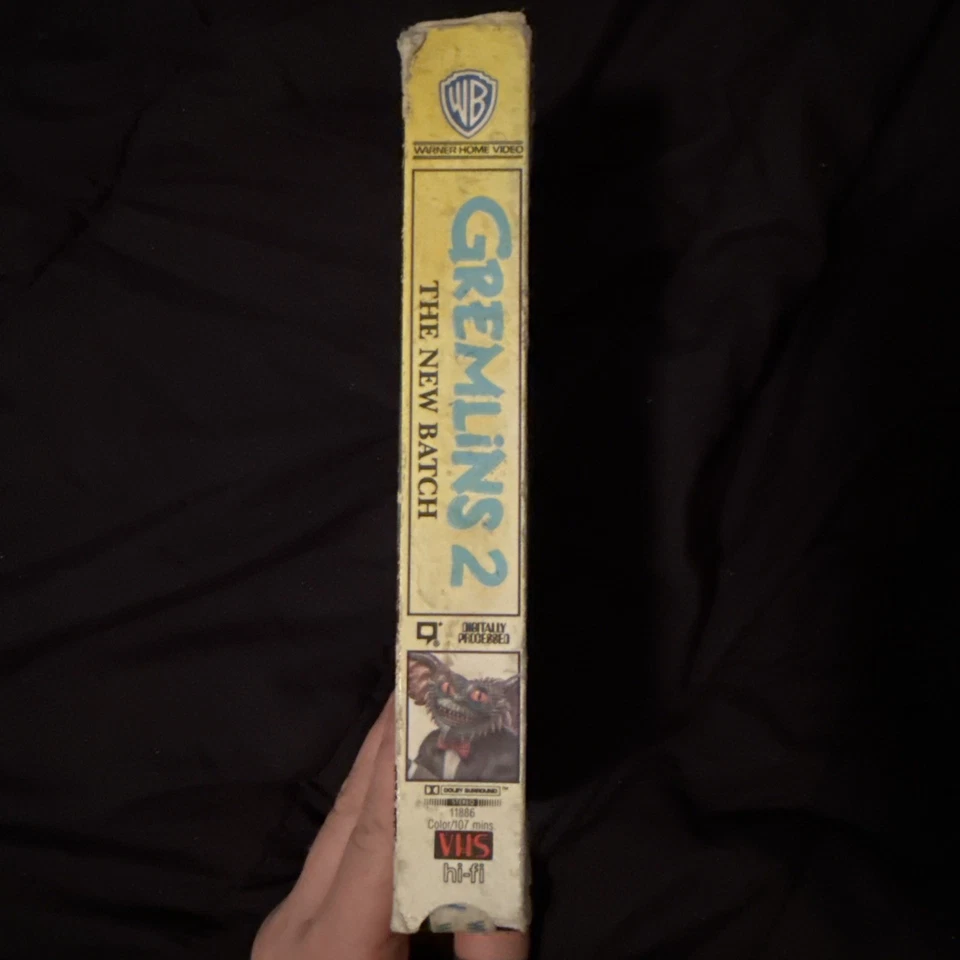 WB
WARNER HOME VIDEO
GREMLiNS 2
THE NEW BATCH
DIGITALLY
PROCESSED
DOLBY SURROUND ™
STEREO
11886
Color/107 mins.
VHS
hi-fi